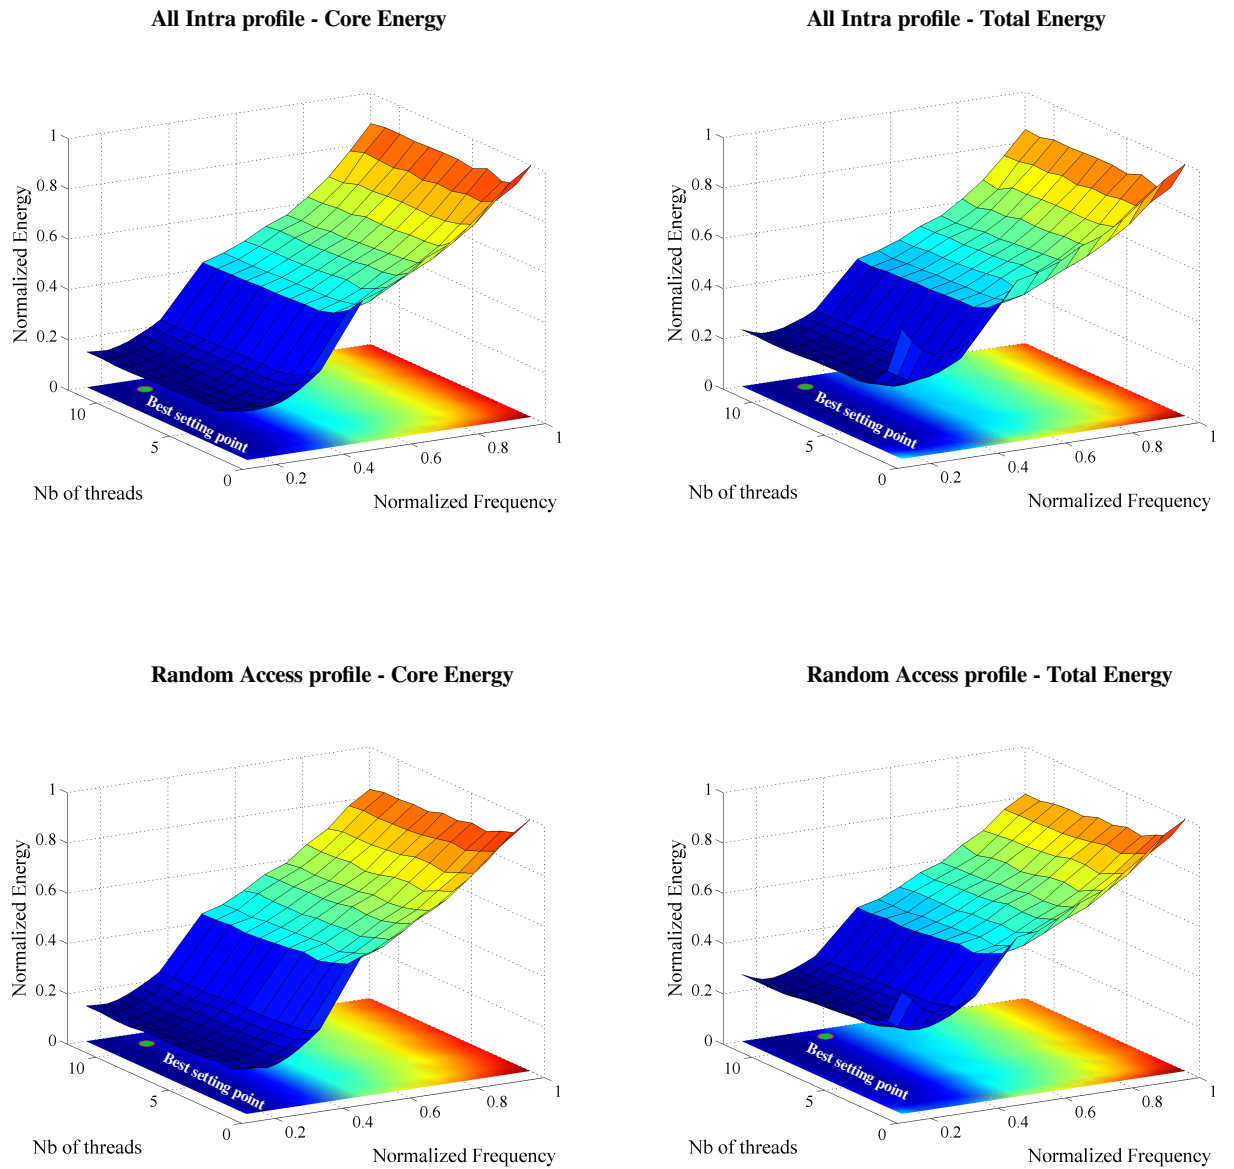 All Intra profile - Core Energy
1
0.8
0.6
0.4
0.2
0
Normalized Energy
10
5
0
Nb of threads
0.2
0.4
0.6
0.8
1
Normalized Frequency
Best setting point
All Intra profile - Total Energy
1
0.8
0.6
0.4
0.2
0
Normalized Energy
10
5
0
Nb of threads
0.2
0.4
0.6
0.8
1
Normalized Frequency
Best setting point
Random Access profile - Core Energy
1
0.8
0.6
0.4
0.2
0
Normalized Energy
10
5
0
Nb of threads
0.2
0.4
0.6
0.8
1
Normalized Frequency
Best setting point
Random Access profile - Total Energy
1
0.8
0.6
0.4
0.2
0
Normalized Energy
10
5
0
Nb of threads
0.2
0.4
0.6
0.8
1
Normalized Frequency
Best setting point